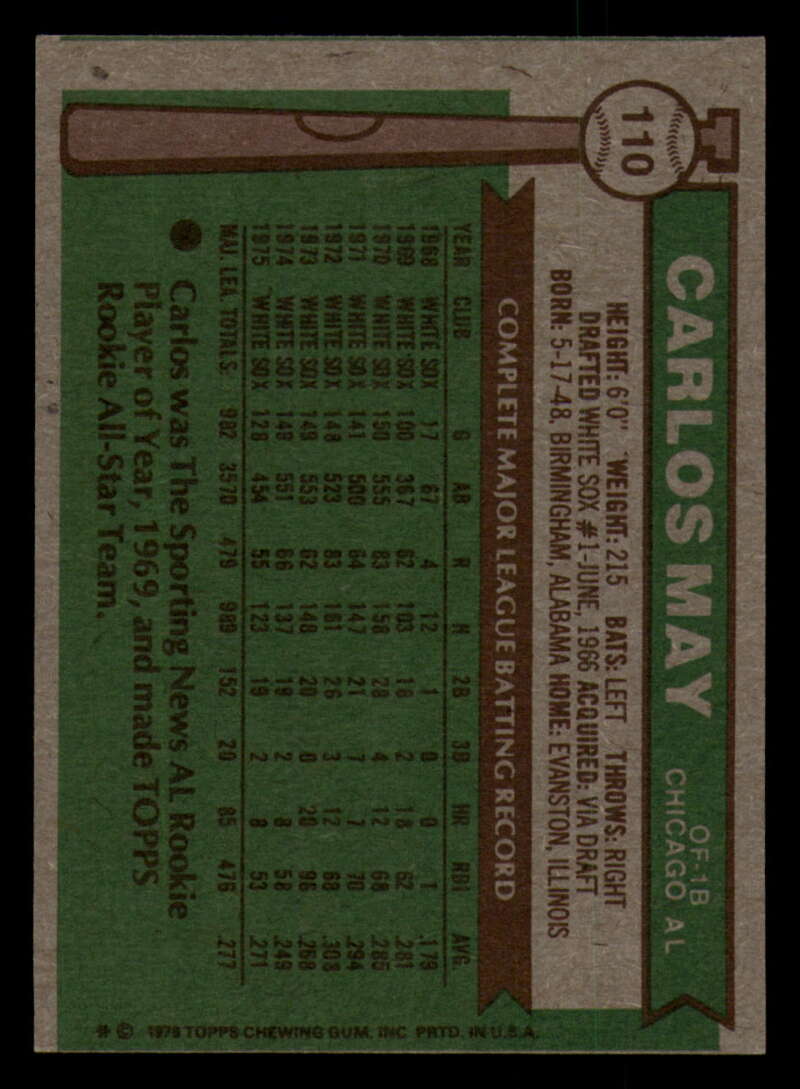 110
CARLOS MAY
OF-1B
CHICAGO AL
HEIGHT: 6'0" WEIGHT: 215 BATS: LEFT THROWS: RIGHT
DRAFTED WHITE SOX #1-JUNE, 1966 ACQUIRED: VIA DRAFT
BORN: 5-17-48, BIRMINGHAM, ALABAMA HOME: EVANSTON, ILLINOIS
COMPLETE MAJOR LEAGUE BATTING RECORD
YEAR CLUB G AB R H 2B 3B HR RBI AVG.
1968 WHITE SOX 17 67 4 12 1 0 0 1 .179
1969 WHITE SOX 100 367 62 103 18 2 18 62 .281
1970 WHITE SOX 150 555 83 158 28 4 12 68 .285
1971 WHITE SOX 141 500 64 147 21 7 7 70 .294
1972 WHITE SOX 148 523 83 161 26 3 12 68 .308
1973 WHITE SOX 149 553 62 148 20 0 20 96 .268
1974 WHITE SOX 149 551 66 137 19 2 8 58 .249
1975 WHITE SOX 128 454 55 123 19 2 8 53 .271
MAJ. LEA. TOTALS 982 3570 479 989 152 20 85 476 .277
Carlos was The Sporting News AL Rookie
Player of Year, 1969, and made TOPPS
Rookie All-Star Team.
# © 1976 TOPPS CHEWING GUM, INC PRTD. IN U.S.A.